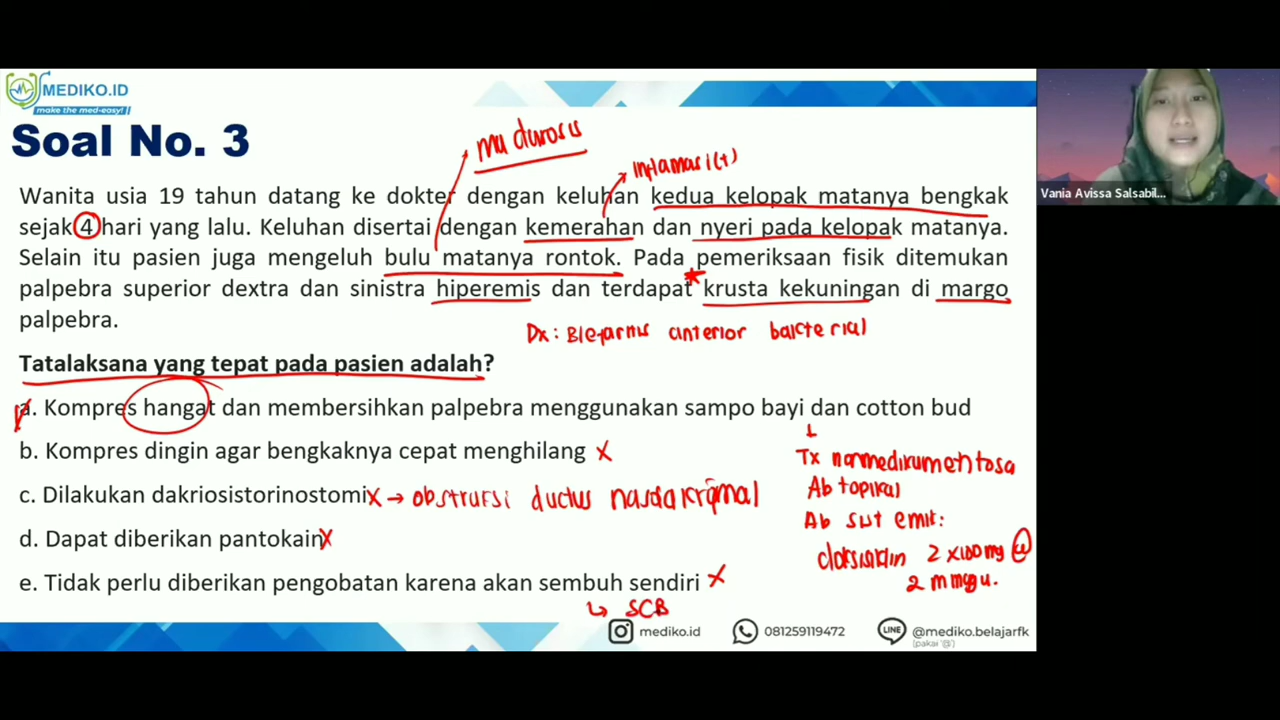 MEDIKO.ID
make the med-easy!
Soal No. 3
madarosis
inflamasi (+)
Wanita usia 19 tahun datang ke dokter dengan keluhan kedua kelopak matanya bengkak
sejak 4 hari yang lalu. Keluhan disertai dengan kemerahan dan nyeri pada kelopak matanya.
Selain itu pasien juga mengeluh bulu matanya rontok. Pada pemeriksaan fisik ditemukan
palpebra superior dextra dan sinistra hiperemis dan terdapat krusta kekuningan di margo
palpebra.
Dx: Blefaritis anterior bakterial
Tatalaksana yang tepat pada pasien adalah?
a. Kompres hangat dan membersihkan palpebra menggunakan sampo bayi dan cotton bud
b. Kompres dingin agar bengkaknya cepat menghilang x
c. Dilakukan dakriosistorinostomi x → obstruksi ductus nasolakrimal
d. Dapat diberikan pantokain x
e. Tidak perlu diberikan pengobatan karena akan sembuh sendiri x
↳ SCB
Tx nonmedikamentosa
Ab topikal
Ab sist
2 x 100 mg
2 minggu.
mediko.id
081259119472
@mediko.belajarfk
(pakai '@')
Vania Avissa Salsabil...